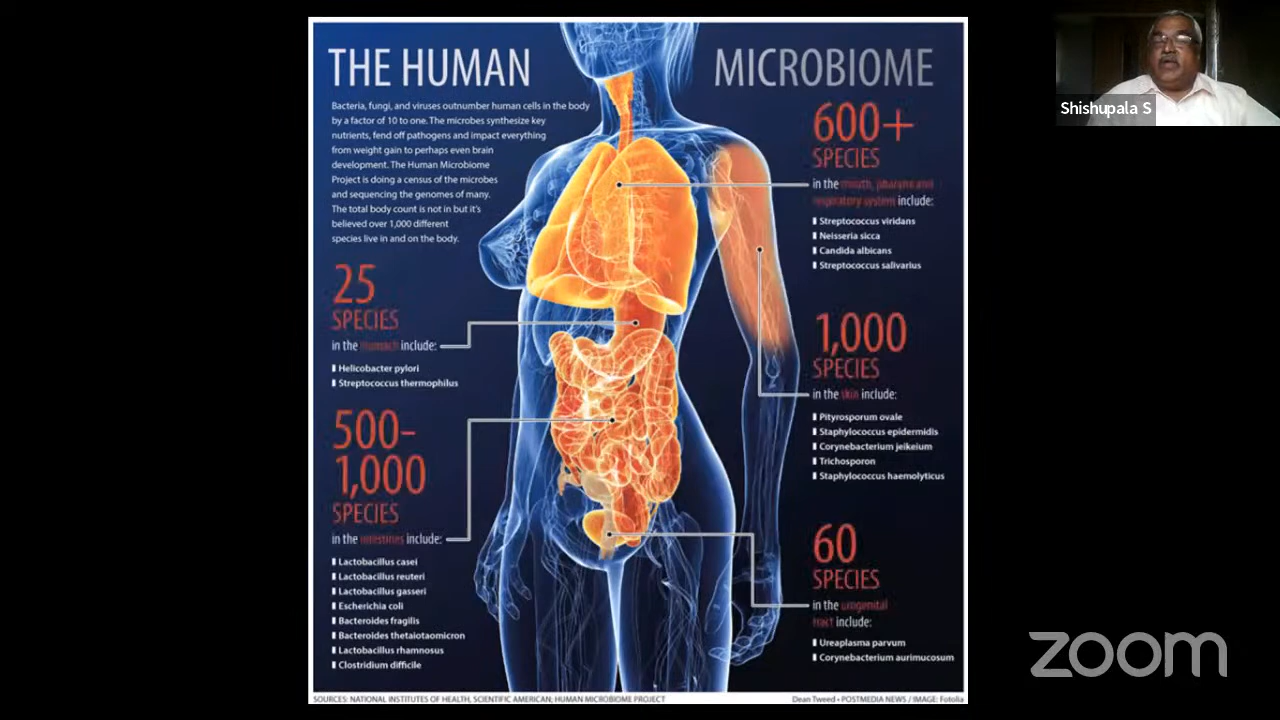 THE HUMAN MICROBIOME
Bacteria, fungi, and viruses outnumber human cells in the body
by a factor of 10 to one. The microbes synthesize key
nutrients, fend off pathogens and impact everything
from weight gain to perhaps even brain
development. The Human Microbiome
Project is doing a census of the microbes
and sequencing the genomes of many.
The total body count is not in but it's
believed over 1,000 different
species live in and on the body.
25
SPECIES
in the stomach include:
Helicobacter pylori
Streptococcus thermophilus
500–
1,000
SPECIES
in the intestines include:
Lactobacillus casei
Lactobacillus reuteri
Lactobacillus gasseri
Escherichia coli
Bacteroides fragilis
Bacteroides thetaiotaomicron
Lactobacillus rhamnosus
Clostridium difficile
600+
SPECIES
in the mouth, pharynx and
respiratory system include:
Streptococcus viridans
Neisseria sicca
Candida albicans
Streptococcus salivarius
1,000
SPECIES
in the skin include:
Pityrosporum ovale
Staphylococcus epidermidis
Corynebacterium jeikeium
Trichosporon
Staphylococcus haemolyticus
60
SPECIES
in the urogenital
tract include:
Ureaplasma parvum
Corynebacterium aurimucosum
SOURCES: NATIONAL INSTITUTES OF HEALTH, SCIENTIFIC AMERICAN; HUMAN MICROBIOME PROJECT
Dean Tweed • POSTMEDIA NEWS / IMAGE: Fotolia
Shishupala S
zoom